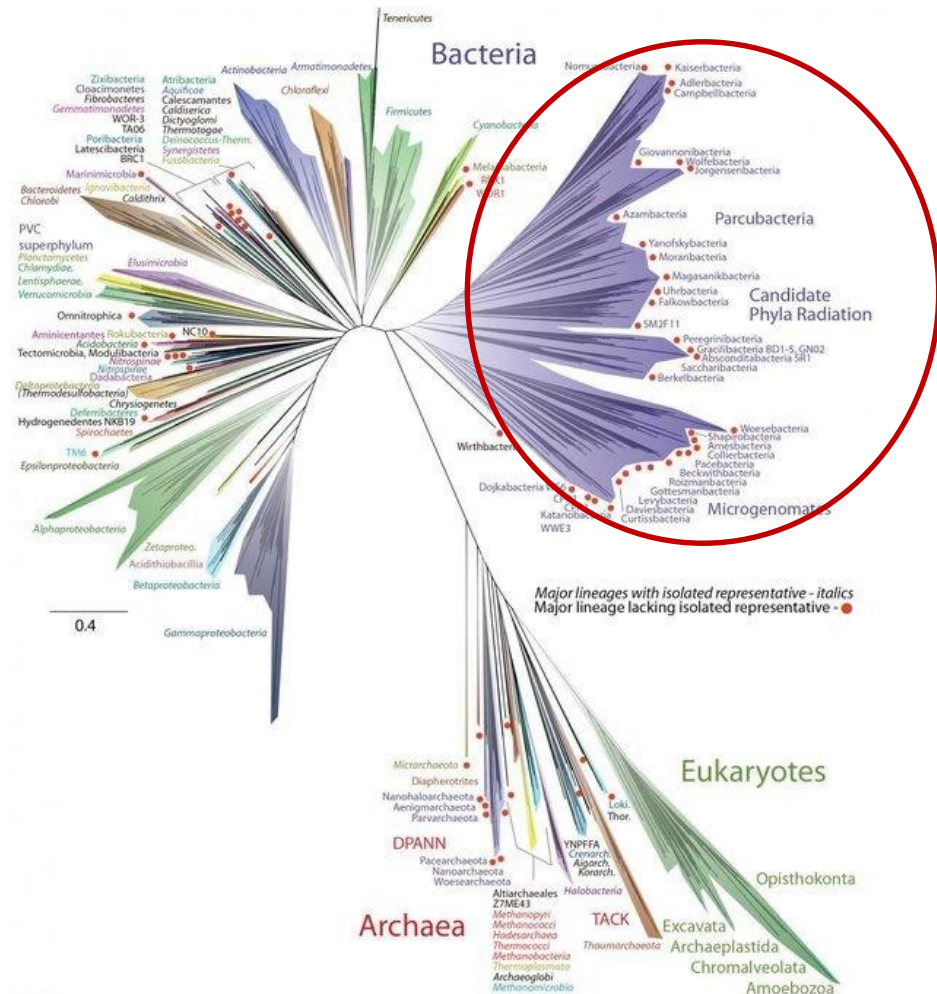 Tenericutes
Bacteria
Armatimonadetes
Actinobacteria
Zixibacteria
Cloacimonetes
Fibrobacteres
Gemmatimonadetes
WOR-3
TA06
Poribacteria
Latescibacteria
BRC1
Atribacteria
Aquificae
Calescamantes
Caldiserica
Dictyoglomi
Thermotogae
Deinococcus-Therm.
Synergistetes
Fusobacteria
Chloroflexi
Firmicutes
Cyanobacteria
Melainabacteria
RBX1
WOR1
Marinimicrobia
Bacteroidetes
Chlorobi
Ignavibacteria
Caldithrix
PVC
superphylum
Planctomycetes
Chlamydiae,
Lentisphaerae,
Verrucomicrobia
Elusimicrobia
Omnitrophica
Aminicentantes
Rokubacteria
NC10
Acidobacteria
Tectomicrobia, Modulibacteria
Nitrospinae
Nitrospirae
Dadabacteria
Deltaprotebacteria
(Thermodesulfobacteria)
Chrysiogenetes
Deferribacteres
Hydrogenedentes NKB19
Spirochaetes
TM6
Epsilonproteobacteria
Alphaproteobacteria
Zetaproteo.
Acidithiobacillia
Betaproteobacteria
Gammaproteobacteria
0.4
Kaiserbacteria
Adlerbacteria
Campbellbacteria
Giovannonibacteria
Wolfebacteria
Jorgensenbacteria
Azambacteria
Parcubacteria
Yanofskybacteria
Moranbacteria
Magasanikbacteria
Uhrbacteria
Falkowbacteria
Candidate
Phyla Radiation
SM2F11
Peregrinibacteria
Gracilibacteria BD1-5, GN02
Absconditabacteria SR1
Saccharibacteria
Berkelbacteria
Woesebacteria
Shapirobacteria
Amesbacteria
Collierbacteria
Pacebacteria
Beckwithbacteria
Roizmanbacteria
Gottesmanbacteria
Levybacteria
Daviesbacteria
Curtissbacteria
Microgenomates
Wirthbacteria
Dojkabacteria
Katanobacteria
WWE3
Major lineages with isolated representative - italics
Major lineage lacking isolated representative -
Eukaryotes
Opisthokonta
Excavata
Archaeplastida
Chromalveolata
Amoebozoa
Micrarchaeota
Diapherotrites
Nanohaloarchaeota
Aenigmarchaeota
Parvarchaeota
DPANN
Pacearchaeota
Nanoarchaeota
Woesearchaeota
Archaea
Altiarchaeales
Z7ME43
Methanopyri
Methanococci
Hadesarchaea
Thermococci
Methanobacteria
Thermoplasmata
Archaeoglobi
Methanomicrobia
Halobacteria
YNPFFA
Crenarch.
Aigarch.
Korarch.
Loki.
Thor.
TACK
Thaumarchaeota